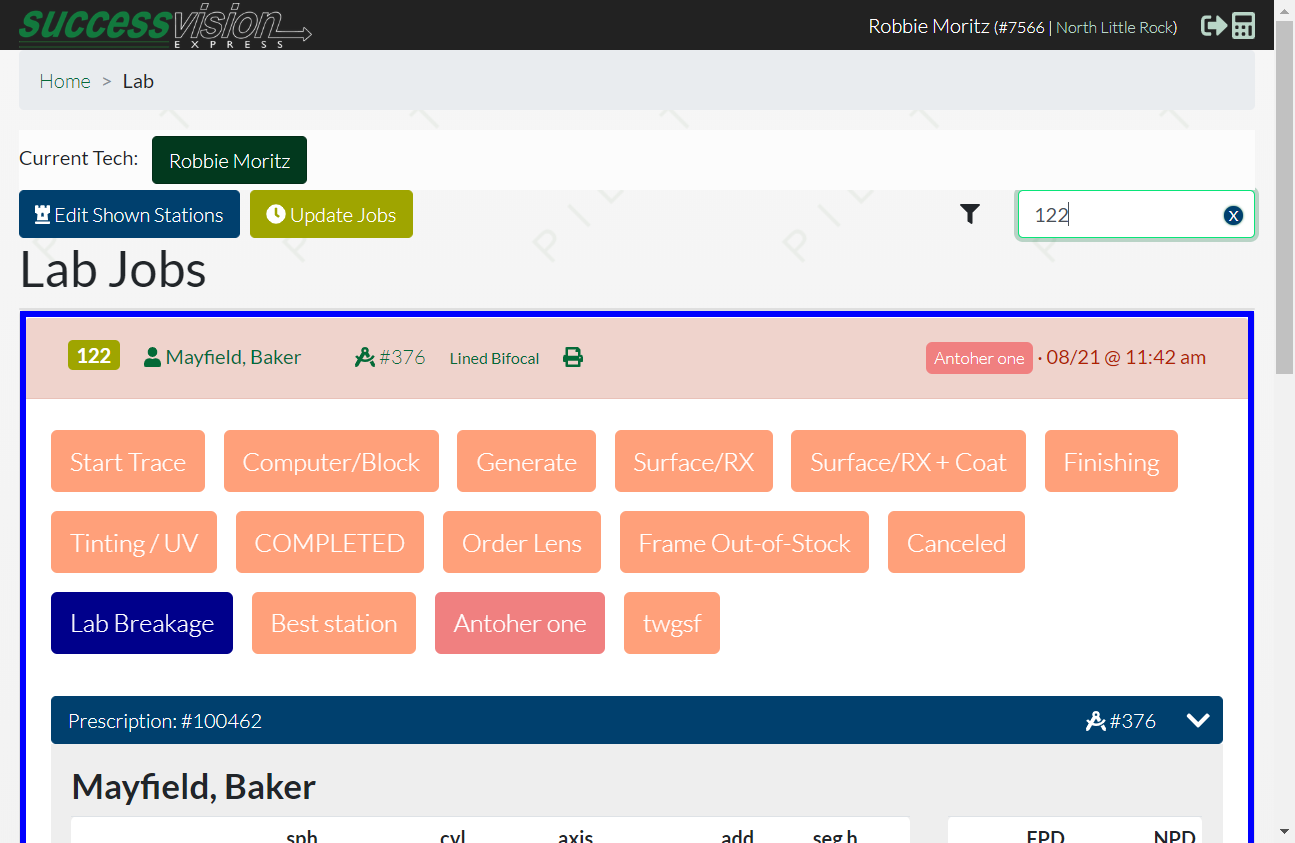 successvision
EXPRESS
Robbie Moritz (#7566 | North Little Rock)
Home > Lab
Current Tech: Robbie Moritz
Edit Shown Stations Update Jobs 122 X
Lab Jobs
122 Mayfield, Baker #376 Lined Bifocal Antoher one · 08/21 @ 11:42 am
Start Trace Computer/Block Generate Surface/RX Surface/RX + Coat Finishing
Tinting / UV COMPLETED Order Lens Frame Out-of-Stock Canceled
Lab Breakage Best station Antoher one twgsf
Prescription: #100462 #376
Mayfield, Baker
sph cyl axis add seg h FPD NPD